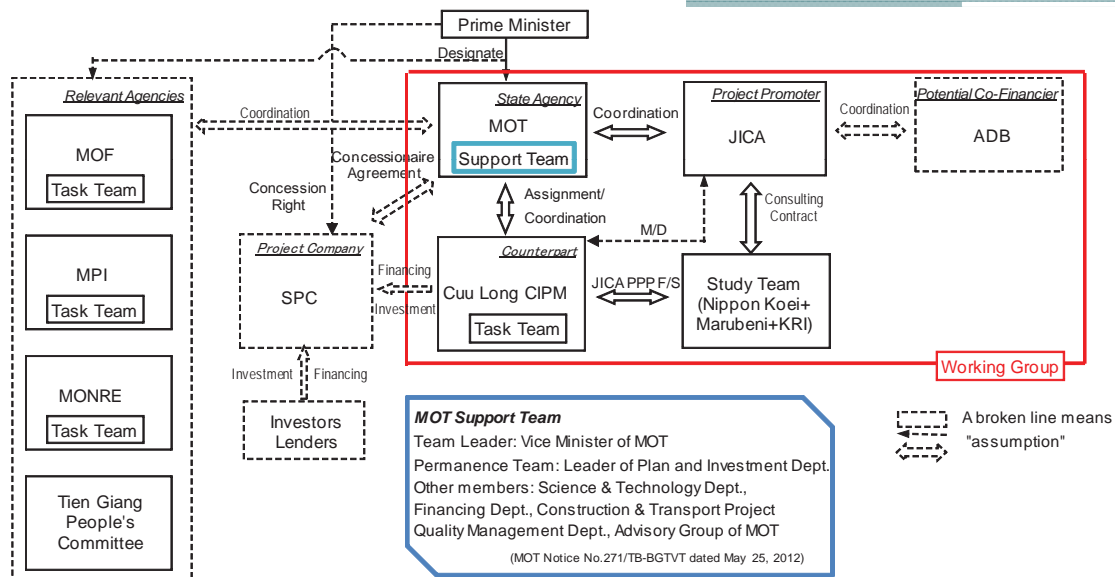 Prime Minister
Designate
Relevant Agencies
MOF
Task Team
MPI
Task Team
MONRE
Task Team
Tien Giang
People's
Committee
Coordination
Concession
Right
Concessionaire
Agreement
State Agency
MOT
Support Team
Coordination
Project Promoter
JICA
Coordination
Potential Co-Financier
ADB
Assignment/
Coordination
M/D
Consulting
Contract
Project Company
SPC
Financing
Investment
Counterpart
Cuu Long CIPM
Task Team
JICA PPP F/S
Study Team
(Nippon Koei+
Marubeni+KRI)
Working Group
Investment
Financing
Investors
Lenders
MOT Support Team
Team Leader: Vice Minister of MOT
Permanence Team: Leader of Plan and Investment Dept.
Other members: Science & Technology Dept.,
Financing Dept., Construction & Transport Project
Quality Management Dept., Advisory Group of MOT
(MOT Notice No.271/TB-BGTVT dated May 25, 2012)
A broken line means
"assumption"